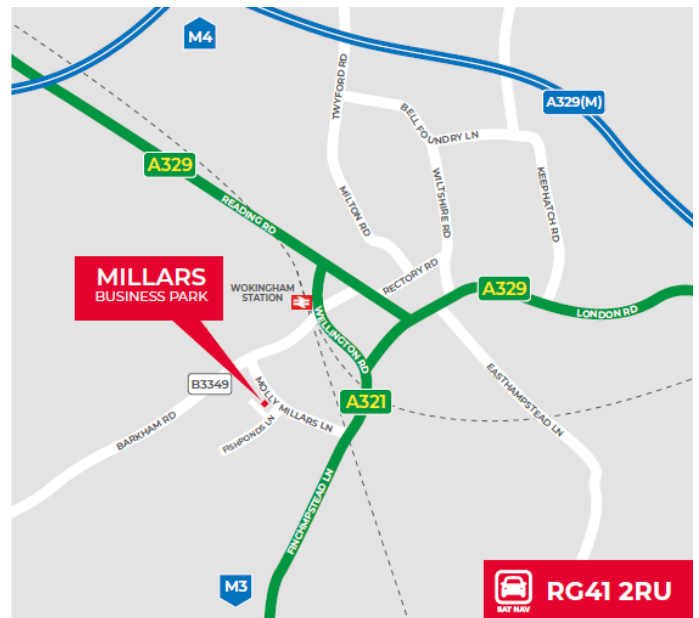 M4
TWYFORD RD
BELL FOUNDRY LN
A329(M)
A329
READING RD
MILTON RD
WILTSHIRE RD
KEEPHATCH RD
MILLARS
BUSINESS PARK
WOKINGHAM
STATION
RECTORY RD
A329
LONDON RD
WELLINGTON RD
B3349
MOLLY MILLARS LN
A321
EASTHAMPSTEAD LN
BARKHAM RD
FISHPONDS LN
FINCHMPSTEAD LN
M3
SAT NAV
RG41 2RU